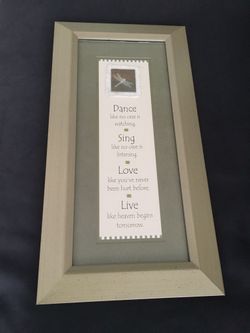 Dance
like no one is
watching.
Sing
like no one is
listening.
Love
like you've never
been hurt before.
Live
like heaven begins
tomorrow.